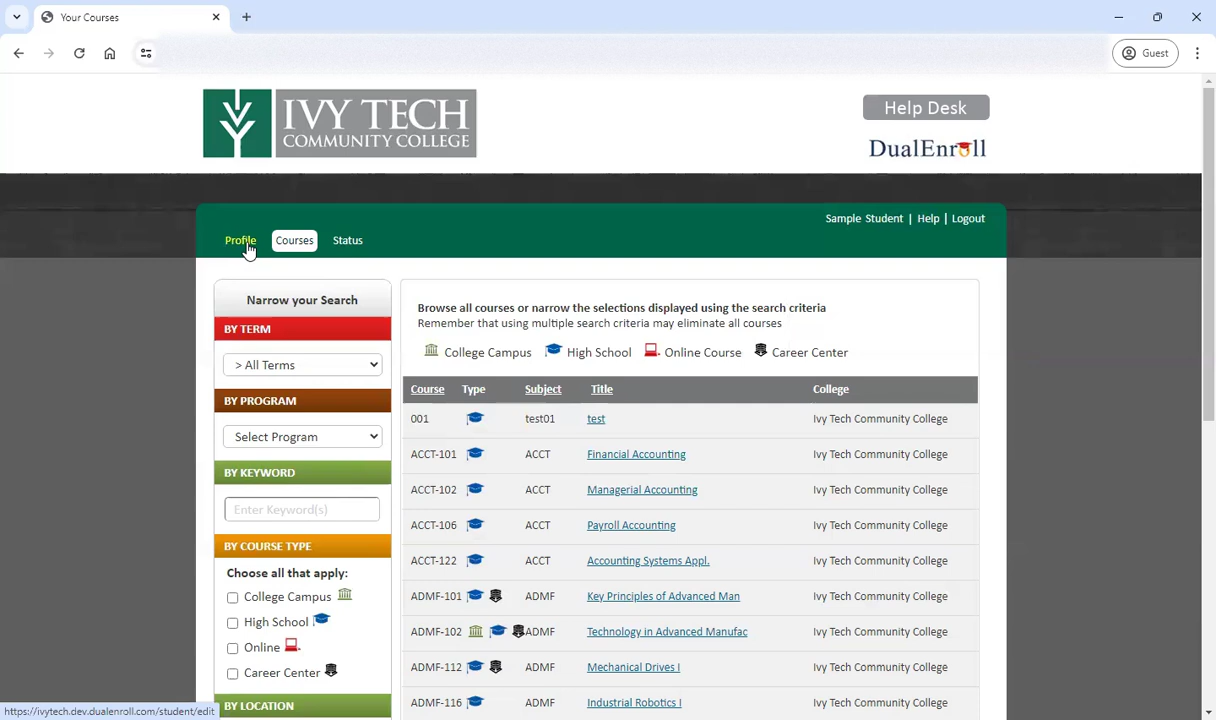 Your Courses
Guest
IVY TECH
COMMUNITY COLLEGE
Help Desk
DualEnroll
Sample Student | Help | Logout
Profile Courses Status
Narrow your Search
BY TERM
> All Terms
BY PROGRAM
Select Program
BY KEYWORD
Enter Keyword(s)
BY COURSE TYPE
Choose all that apply:
College Campus
High School
Online
Career Center
BY LOCATION
Browse all courses or narrow the selections displayed using the search criteria
Remember that using multiple search criteria may eliminate all courses
College Campus High School Online Course Career Center
Course Type Subject Title College
001 test01 test Ivy Tech Community College
ACCT-101 ACCT Financial Accounting Ivy Tech Community College
ACCT-102 ACCT Managerial Accounting Ivy Tech Community College
ACCT-106 ACCT Payroll Accounting Ivy Tech Community College
ACCT-122 ACCT Accounting Systems Appl. Ivy Tech Community College
ADMF-101 ADMF Key Principles of Advanced Man Ivy Tech Community College
ADMF-102 ADMF Technology in Advanced Manufac Ivy Tech Community College
ADMF-112 ADMF Mechanical Drives I Ivy Tech Community College
ADMF-116 ADMF Industrial Robotics I Ivy Tech Community College
https://ivytech.dev.dualenroll.com/student/edit